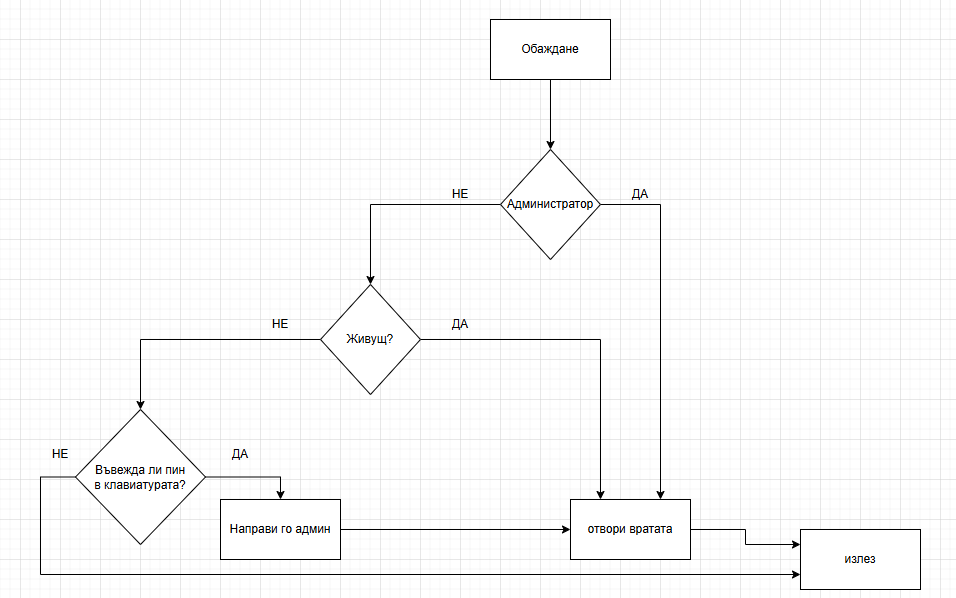 Обаждане
НЕ
Администратор
ДА
НЕ
Живущ?
ДА
НЕ
Въвежда ли пин
в клавиатурата?
ДА
Направи го админ
отвори вратата
излез